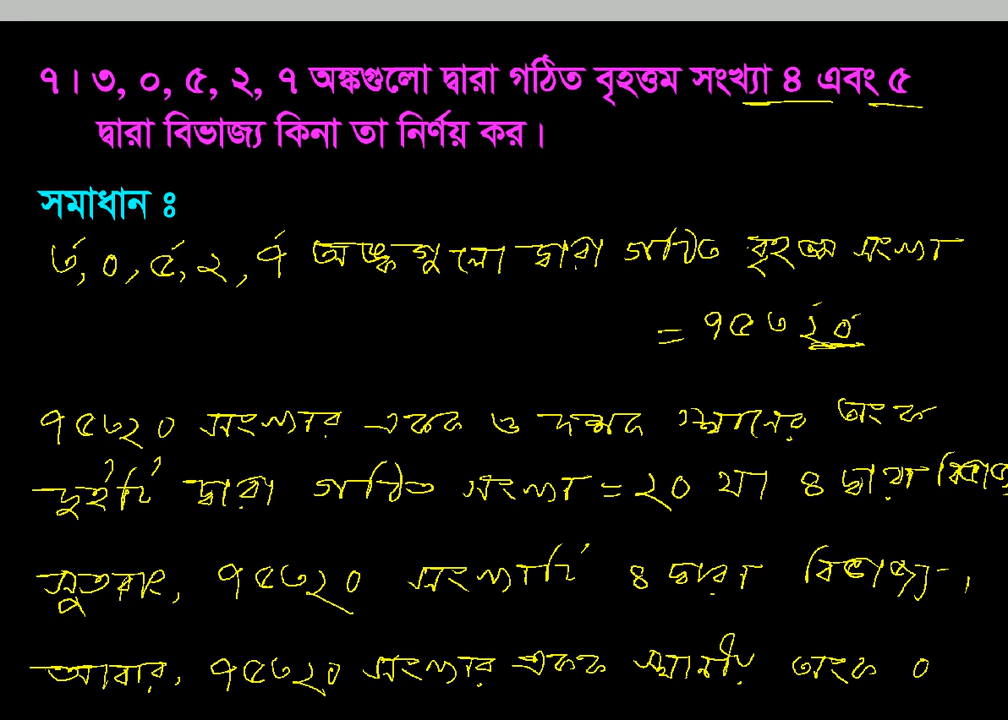 ৭। ৩, ০, ৫, ২, ৭ অঙ্কগুলো দ্বারা গঠিত বৃহত্তম সংখ্যা ৪ এবং ৫
দ্বারা বিভাজ্য কিনা তা নির্ণয় কর।
সমাধান ঃ
৩, ০, ৫, ২, ৭ অঙ্কগুলো দ্বারা গঠিত বৃহত্তম সংখ্যা
= ৭৫৩২০
৭৫৩২০ সংখ্যার একক ও দশক স্থানের অংক
দুইটি দ্বারা গঠিত সংখ্যা = ২০ যা ৪ দ্বারা বিভাজ্য
সুতরাং, ৭৫৩২০ সংখ্যাটি ৪ দ্বারা বিভাজ্য।
আবার, ৭৫৩২০ সংখ্যার একক স্থানীয় অংক ০